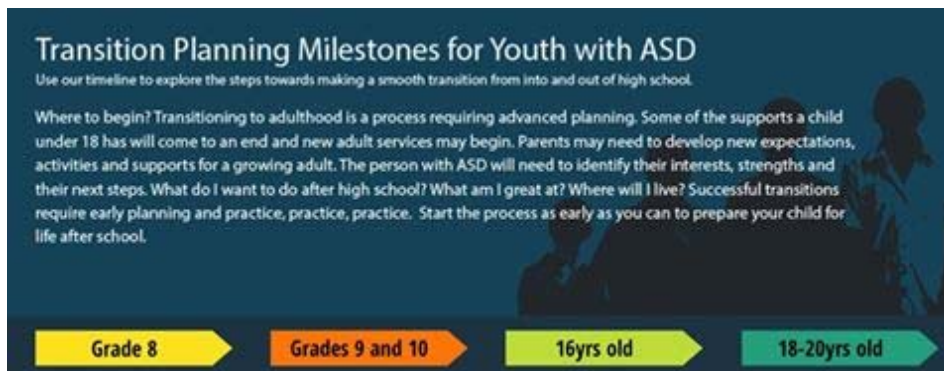 Transition Planning Milestones for Youth with ASD
Use our timeline to explore the steps towards making a smooth transition from into and out of high school.
Where to begin? Transitioning to adulthood is a process requiring advanced planning. Some of the supports a child
under 18 has will come to an end and new adult services may begin. Parents may need to develop new expectations,
activities and supports for a growing adult. The person with ASD will need to identify their interests, strengths and
their next steps. What do I want to do after high school? What am I great at? Where will I live? Successful transitions
require early planning and practice, practice, practice. Start the process as early as you can to prepare your child for
life after school.
Grade 8
Grades 9 and 10
16yrs old
18-20yrs old